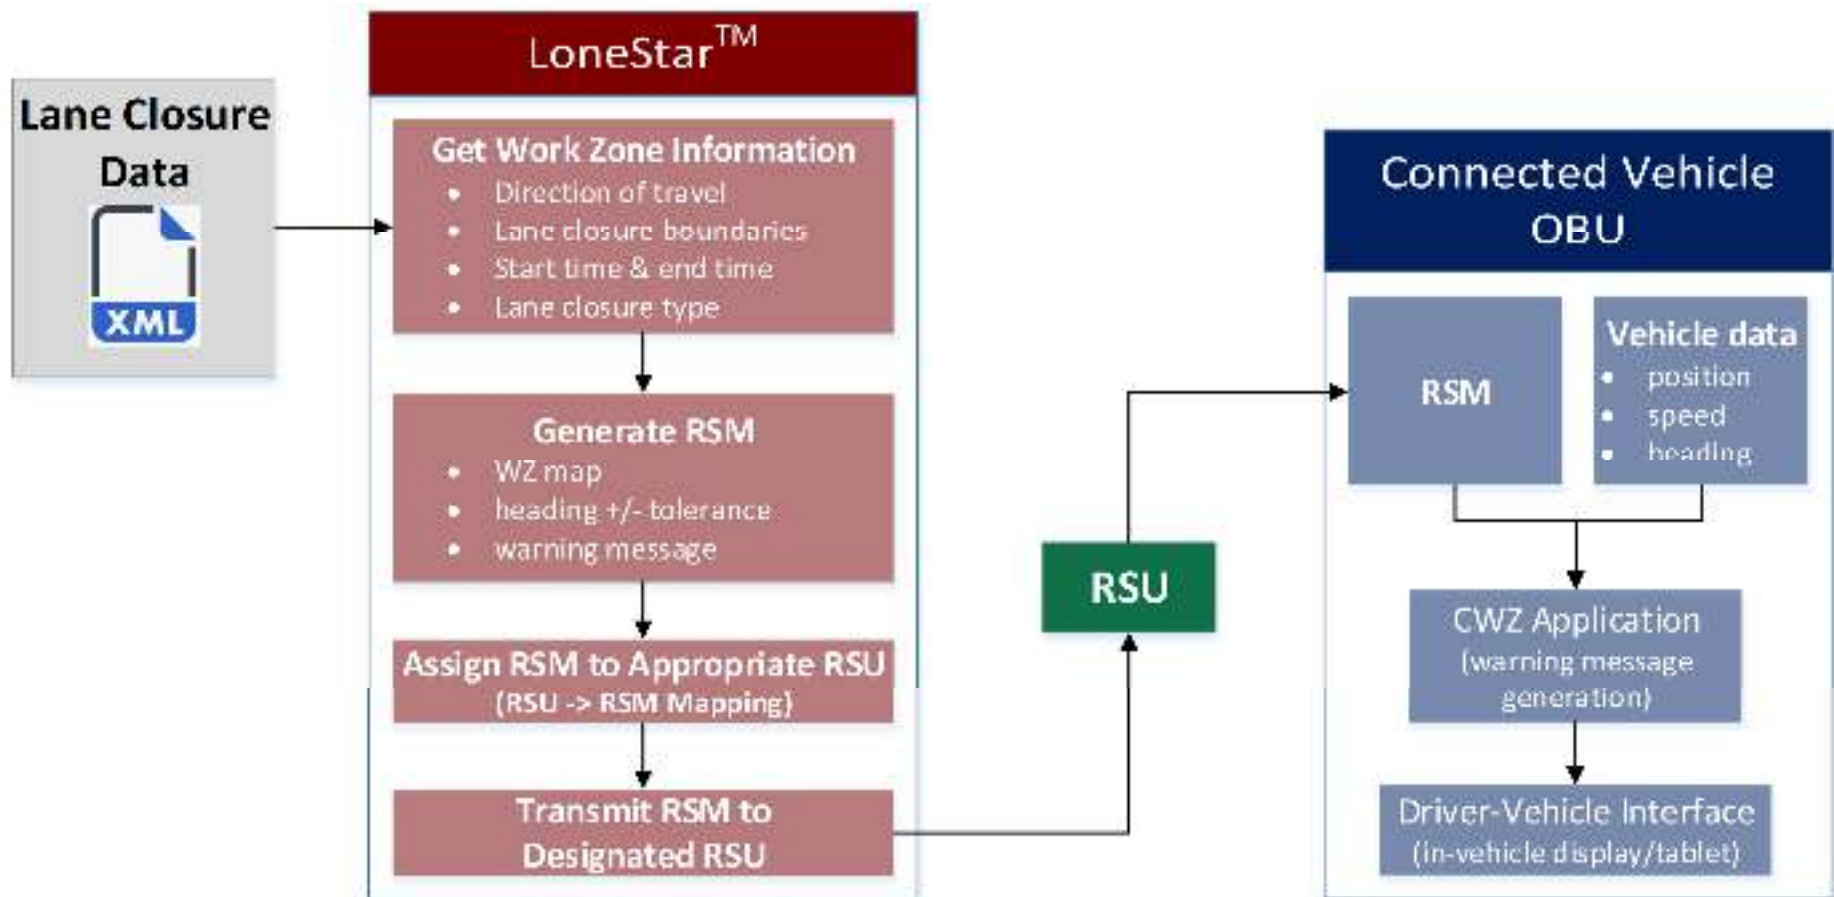 Lane Closure
Data
XML
LoneStar™
Get Work Zone Information
• Direction of travel
• Lane closure boundaries
• Start time & end time
• Lane closure type
Generate RSM
• WZ map
• heading +/- tolerance
• warning message
Assign RSM to Appropriate RSU
(RSU -> RSM Mapping)
Transmit RSM to
Designated RSU
RSU
Connected Vehicle
OBU
RSM
Vehicle data
• position
• speed
• heading
CWZ Application
(warning message
generation)
Driver-Vehicle Interface
(in-vehicle display/tablet)